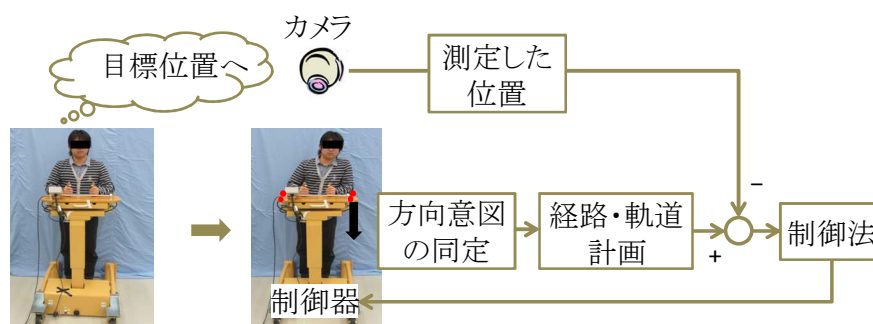 カメラ
目標位置へ
測定した
位置
−
方向意図
の同定
経路・軌道
計画
+
制御法
制御器